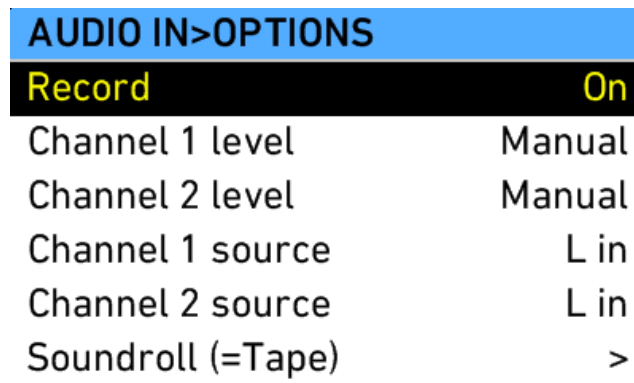 AUDIO IN>OPTIONS
Record On
Channel 1 level Manual
Channel 2 level Manual
Channel 1 source L in
Channel 2 source L in
Soundroll (=Tape) >